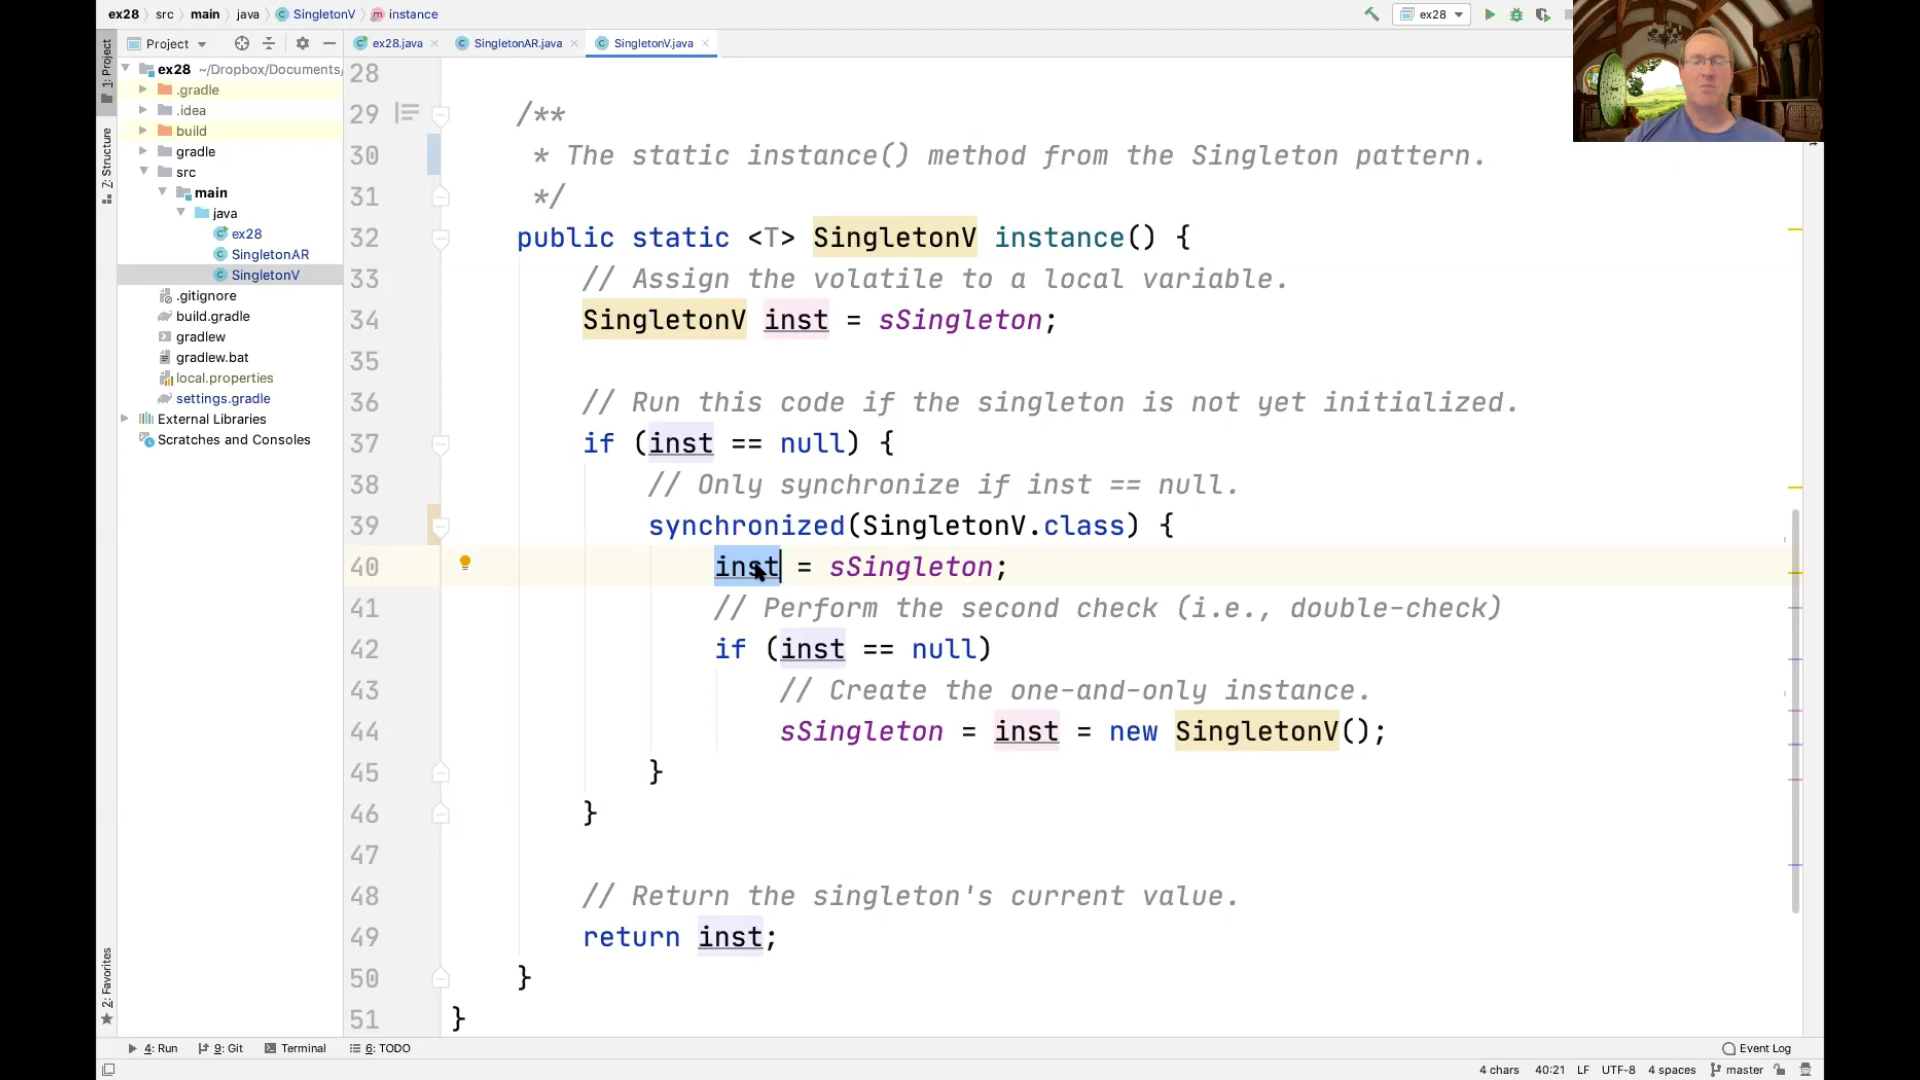 ex28 src main java SingletonV instance
ex28
Project
ex28.java SingletonAR.java SingletonV.java
1: Project
Z: Structure
2: Favorites
ex28 ~/Dropbox/Documents/
.gradle
.idea
build
gradle
src
main
java
ex28
SingletonAR
SingletonV
.gitignore
build.gradle
gradlew
gradlew.bat
local.properties
settings.gradle
External Libraries
Scratches and Consoles
28
29 /**
30 * The static instance() method from the Singleton pattern.
31 */
32 public static <T> SingletonV instance() {
33 // Assign the volatile to a local variable.
34 SingletonV inst = sSingleton;
35
36 // Run this code if the singleton is not yet initialized.
37 if (inst == null) {
38 // Only synchronize if inst == null.
39 synchronized(SingletonV.class) {
40 inst = sSingleton;
41 // Perform the second check (i.e., double-check)
42 if (inst == null)
43 // Create the one-and-only instance.
44 sSingleton = inst = new SingletonV();
45 }
46 }
47
48 // Return the singleton's current value.
49 return inst;
50 }
51 }
4: Run 9: Git Terminal 6: TODO Event Log
4 chars 40:21 LF UTF-8 4 spaces master